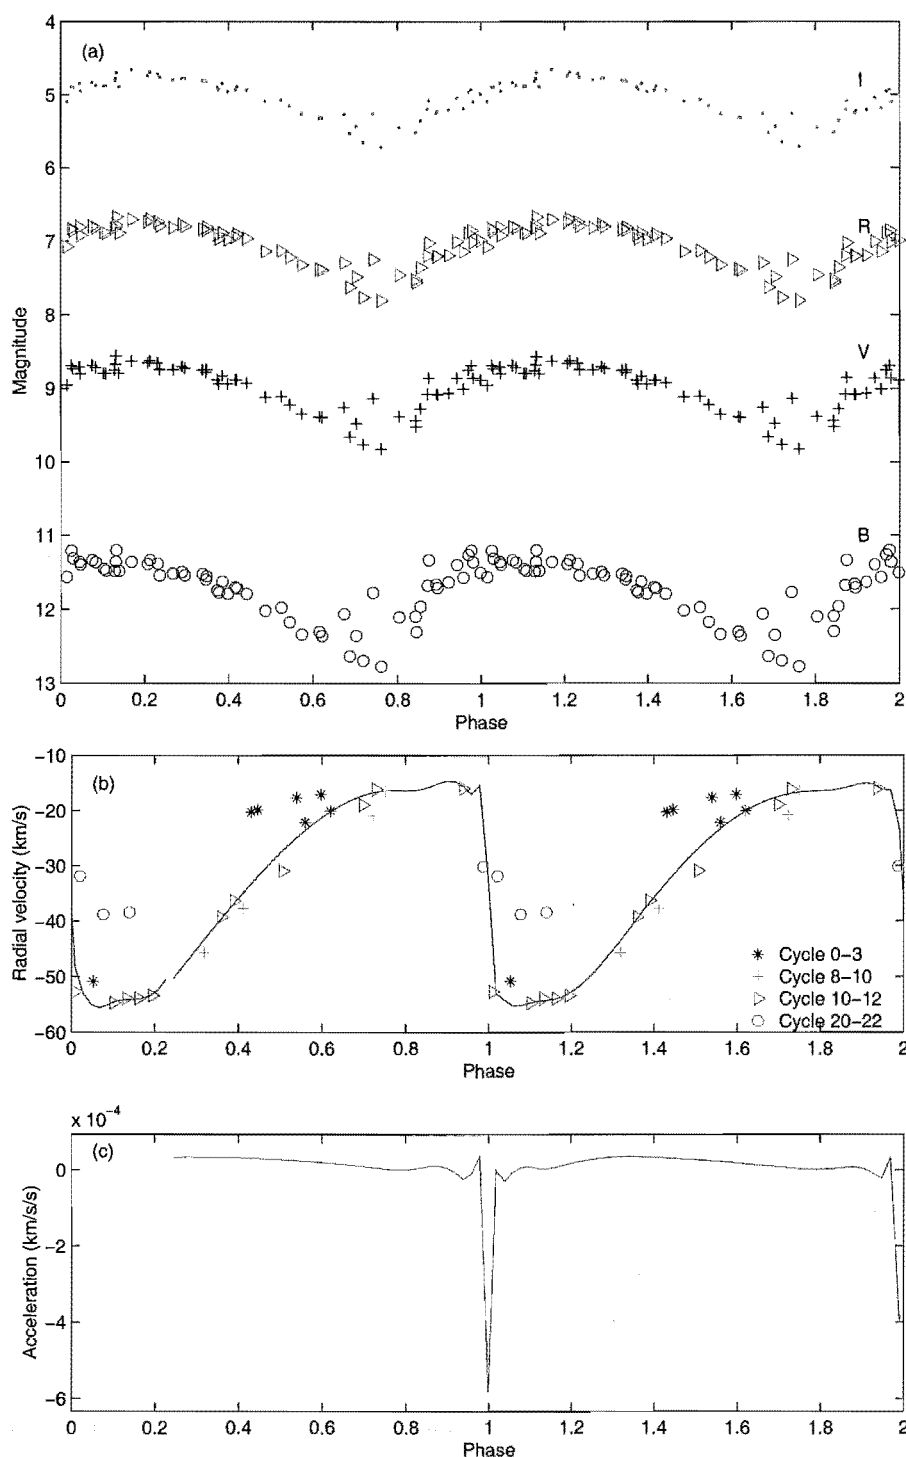 4
(a)
I
5
6
R
7
8
Magnitude
V
9
10
11
B
12
13
0 0.2 0.4 0.6 0.8 1 1.2 1.4 1.6 1.8 2
Phase
−10
(b)
−20
−30
Radial velocity (km/s)
−40
−50
−60
Cycle 0−3
Cycle 8−10
Cycle 10−12
Cycle 20−22
0 0.2 0.4 0.6 0.8 1 1.2 1.4 1.6 1.8 2
Phase
x 10−4
(c)
0
−2
Acceleration (km/s/s)
−4
−6
0 0.2 0.4 0.6 0.8 1 1.2 1.4 1.6 1.8 2
Phase